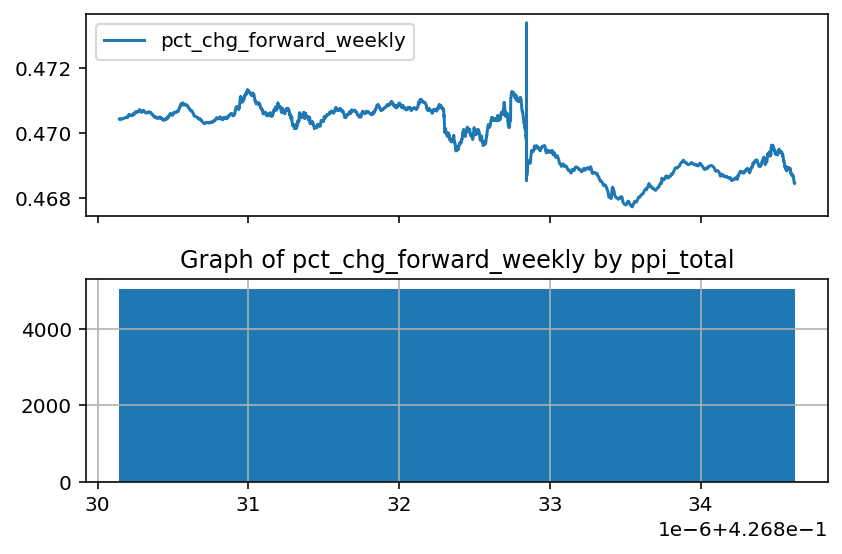 pct_chg_forward_weekly
0.472
0.470
0.468
Graph of pct_chg_forward_weekly by ppi_total
4000
2000
0
30 31 32 33 34
1e−6+4.268e−1